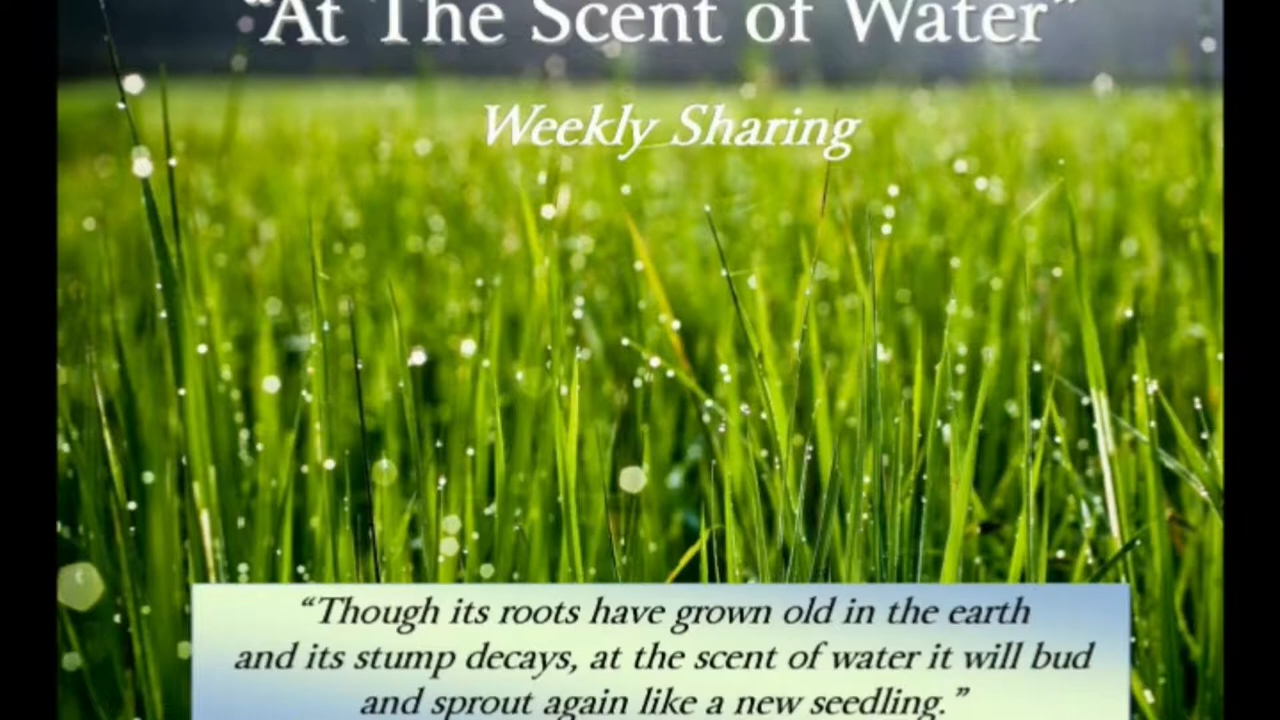 “At The Scent of Water”
Weekly Sharing
“Though its roots have grown old in the earth
and its stump decays, at the scent of water it will bud
and sprout again like a new seedling.”